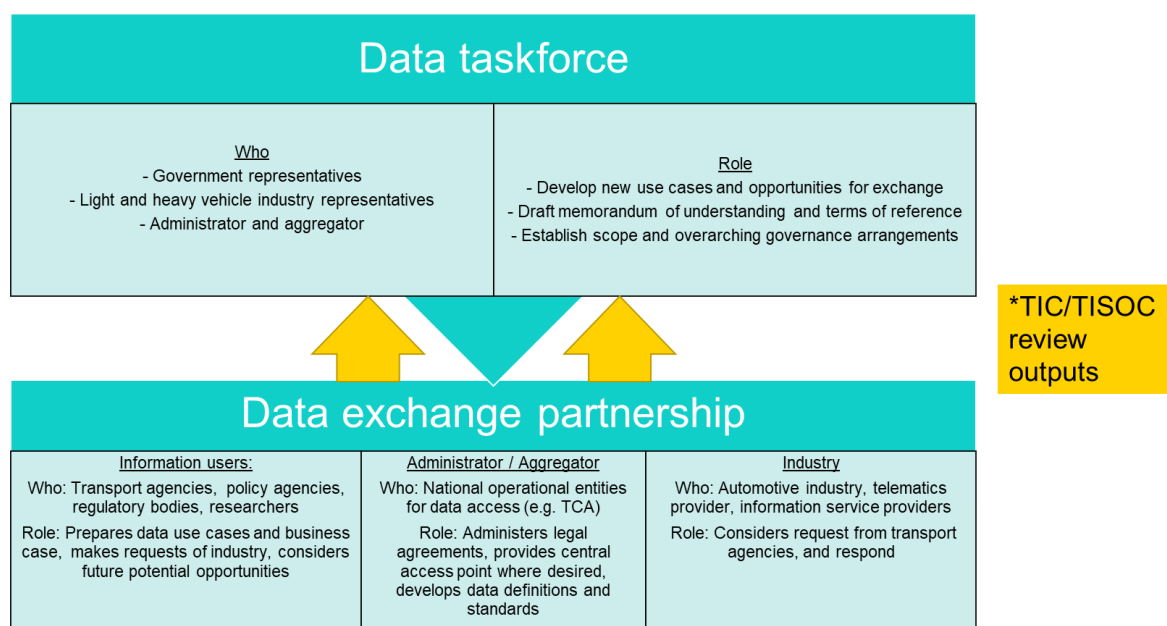 Data taskforce
Who
- Government representatives
- Light and heavy vehicle industry representatives
- Administrator and aggregator
Role
- Develop new use cases and opportunities for exchange
- Draft memorandum of understanding and terms of reference
- Establish scope and overarching governance arrangements
*TIC/TISOC
review
outputs
Data exchange partnership
Information users:
Who: Transport agencies, policy agencies,
regulatory bodies, researchers
Role: Prepares data use cases and business
case, makes requests of industry, considers
future potential opportunities
Administrator / Aggregator
Who: National operational entities
for data access (e.g. TCA)
Role: Administers legal
agreements, provides central
access point where desired,
develops data definitions and
standards
Industry
Who: Automotive industry, telematics
provider, information service providers
Role: Considers request from transport
agencies, and respond